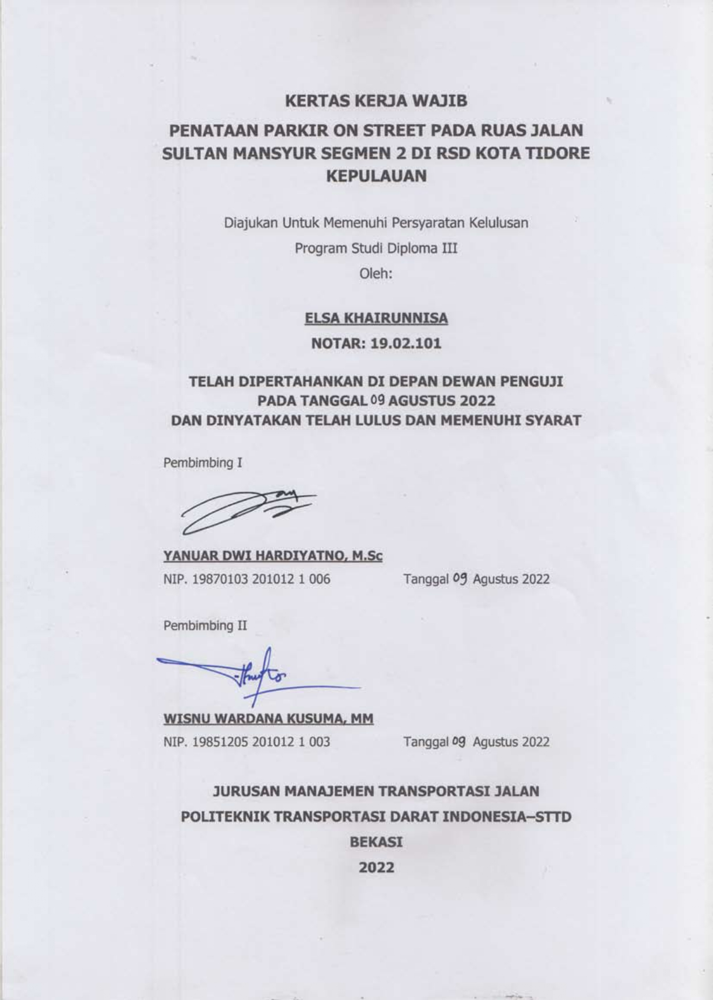 KERTAS KERJA WAJIB
PENATAAN PARKIR ON STREET PADA RUAS JALAN
SULTAN MANSYUR SEGMEN 2 DI RSD KOTA TIDORE
KEPULAUAN
Diajukan Untuk Memenuhi Persyaratan Kelulusan
Program Studi Diploma III
Oleh:
ELSA KHAIRUNNISA
NOTAR: 19.02.101
TELAH DIPERTAHANKAN DI DEPAN DEWAN PENGUJI
PADA TANGGAL 09 AGUSTUS 2022
DAN DINYATAKAN TELAH LULUS DAN MEMENUHI SYARAT
Pembimbing I
YANUAR DWI HARDIYATNO, M.Sc
NIP. 19870103 201012 1 006 Tanggal 09 Agustus 2022
Pembimbing II
WISNU WARDANA KUSUMA, MM
NIP. 19851205 201012 1 003 Tanggal 09 Agustus 2022
JURUSAN MANAJEMEN TRANSPORTASI JALAN
POLITEKNIK TRANSPORTASI DARAT INDONESIA–STTD
BEKASI
2022